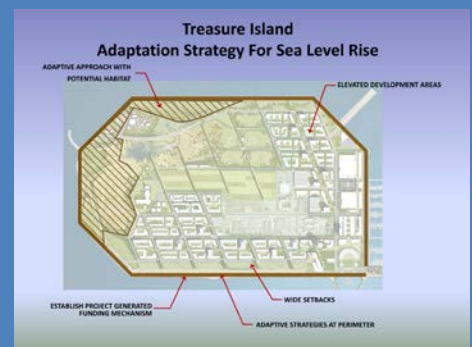 Treasure Island
Adaptation Strategy For Sea Level Rise
ADAPTIVE APPROACH WITH
POTENTIAL HABITAT
ELEVATED DEVELOPMENT AREAS
WIDE SETBACKS
ESTABLISH PROJECT GENERATED
FUNDING MECHANISM
ADAPTIVE STRATEGIES AT PERIMETER